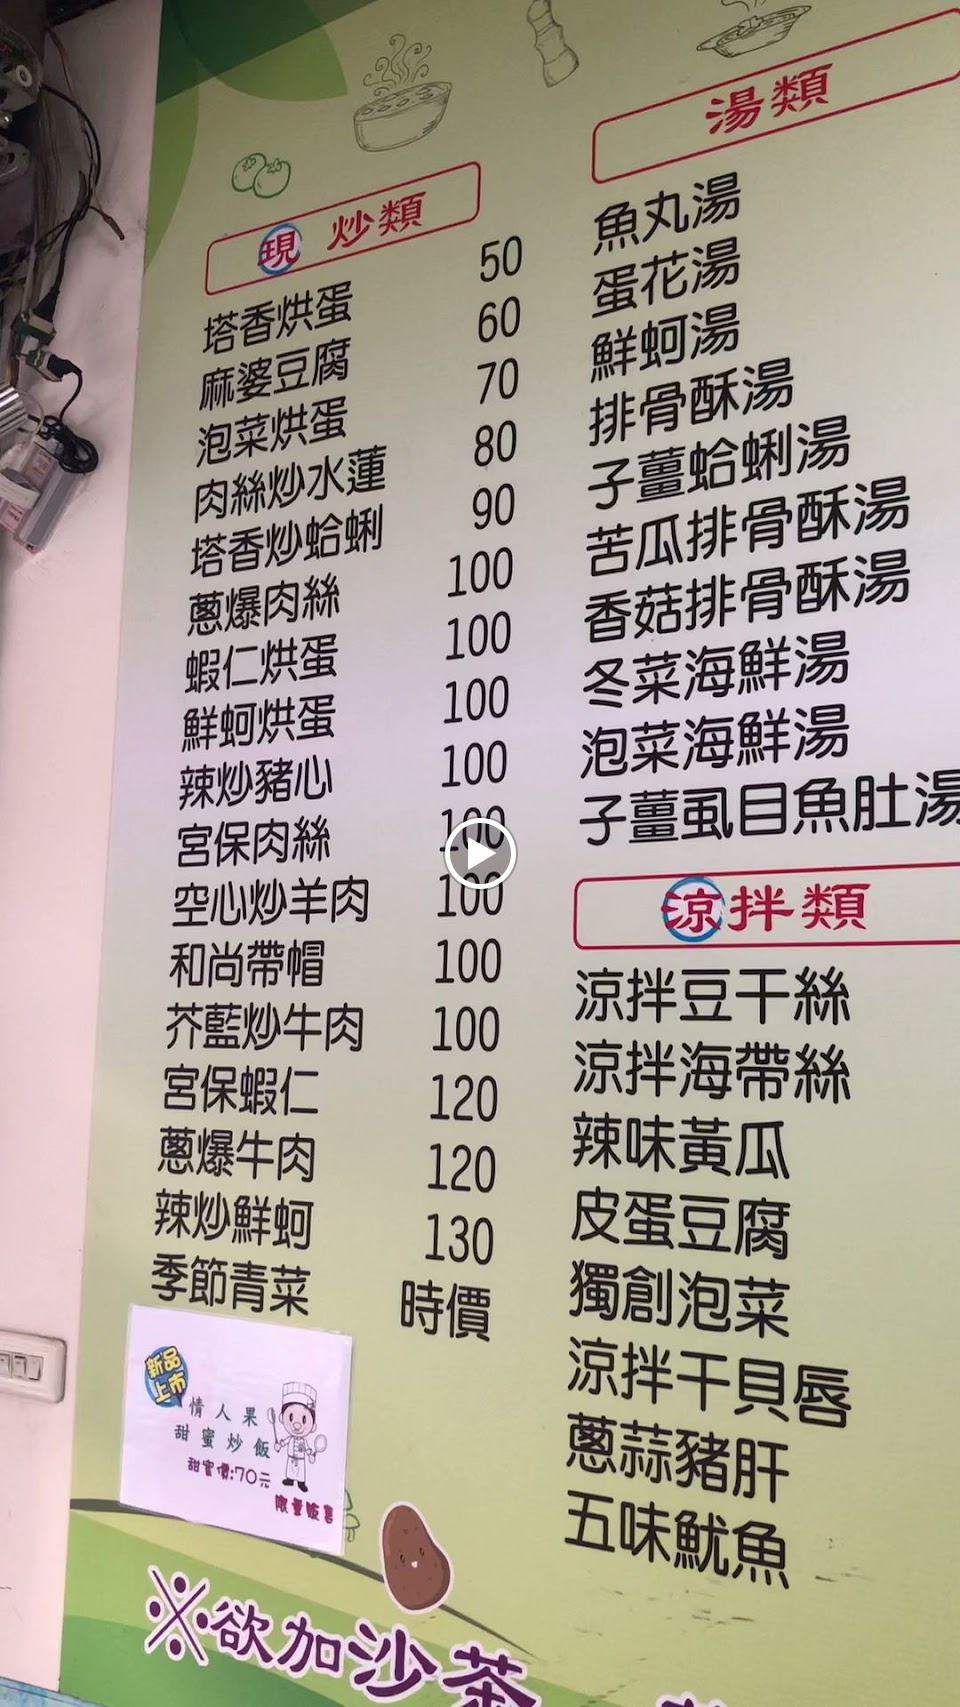 現炒類
塔香烘蛋 50
麻婆豆腐 60
泡菜烘蛋 70
肉絲炒水蓮 80
塔香炒蛤蜊 90
蔥爆肉絲 100
蝦仁烘蛋 100
鮮蚵烘蛋 100
辣炒豬心 100
宮保肉絲 100
空心炒羊肉 100
和尚帶帽 100
芥藍炒牛肉 100
宮保蝦仁 120
蔥爆牛肉 120
辣炒鮮蚵 130
季節青菜 時價
新品
上市
情人果
甜蜜炒飯
甜蜜價:70元
限量販售
湯類
魚丸湯
蛋花湯
鮮蚵湯
排骨酥湯
子薑蛤蜊湯
苦瓜排骨酥湯
香菇排骨酥湯
冬菜海鮮湯
泡菜海鮮湯
子薑虱目魚肚湯
涼拌類
涼拌豆干絲
涼拌海帶絲
辣味黃瓜
皮蛋豆腐
獨創泡菜
涼拌干貝唇
蔥蒜豬肝
五味魷魚
※欲加沙茶